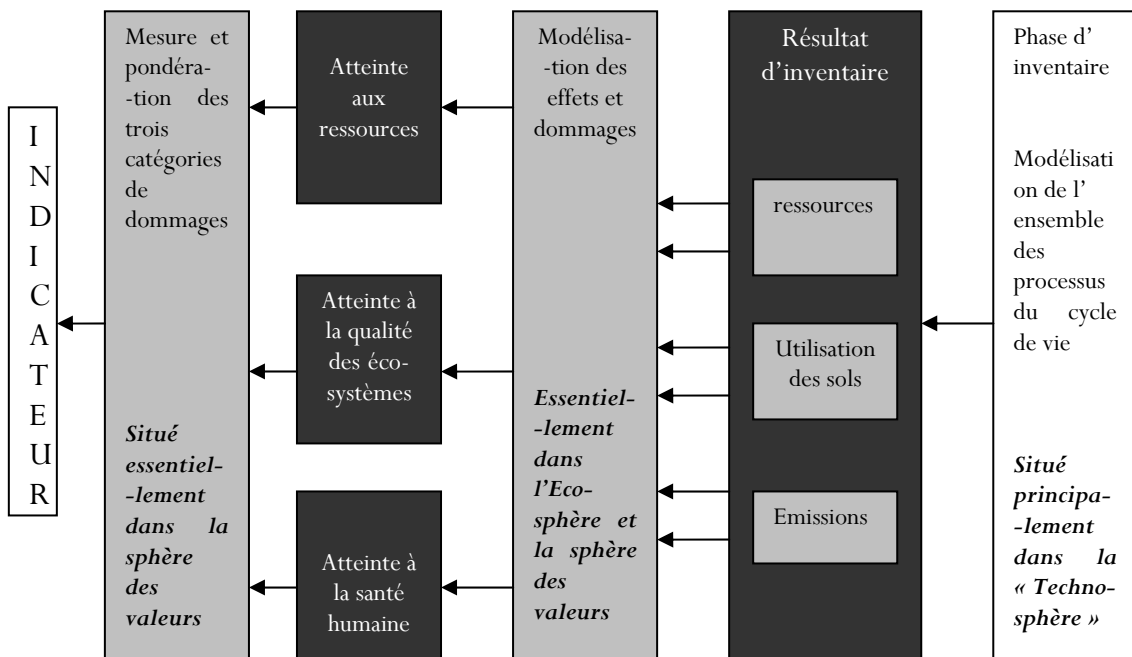 I
N
D
I
C
A
T
E
U
R
Mesure et
pondéra-
-tion des
trois
catégories
de
dommages
Situé
essentiel-
-lement
dans la
sphère
des
valeurs
Atteinte
aux
ressources
Atteinte à
la qualité
des éco-
systèmes
Atteinte à
la santé
humaine
Modélisa-
-tion des
effets et
dommages
Essentiel-
-lement
dans
l’Eco-
sphère et
la sphère
des
valeurs
Résultat
d’inventaire
ressources
Utilisation
des sols
Emissions
Phase d’
inventaire
Modélisati
on de l’
ensemble
des
processus
du cycle
de vie
Situé
principa-
-lement
dans la
« Techno-
sphère »